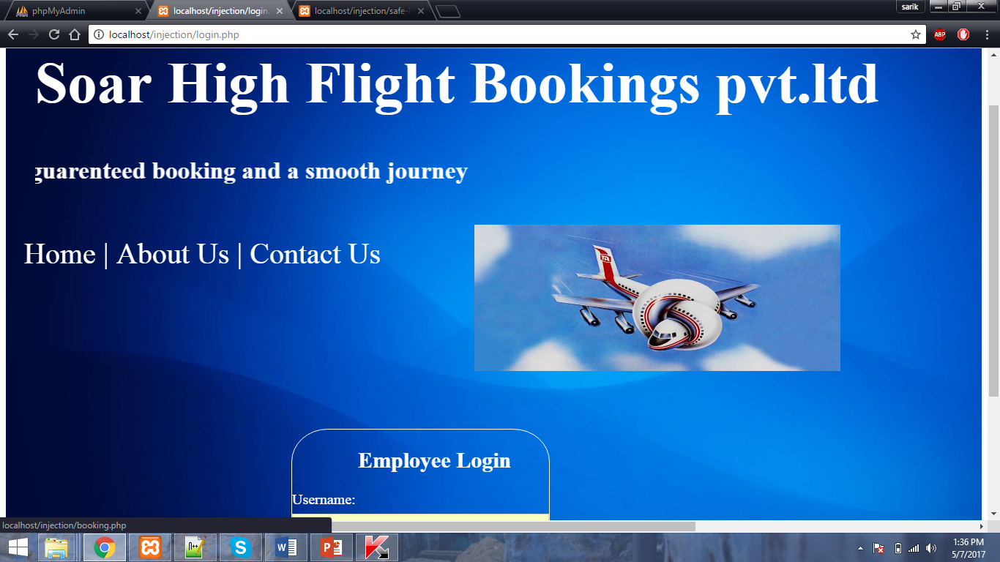 phpMyAdmin
localhost/injection/login.
localhost/injection/safe-
sarik
localhost/injection/login.php
ABP
Soar High Flight Bookings pvt.ltd
guarenteed booking and a smooth journey
Home | About Us | Contact Us
Employee Login
Username:
localhost/injection/booking.php
1:36 PM
5/7/2017